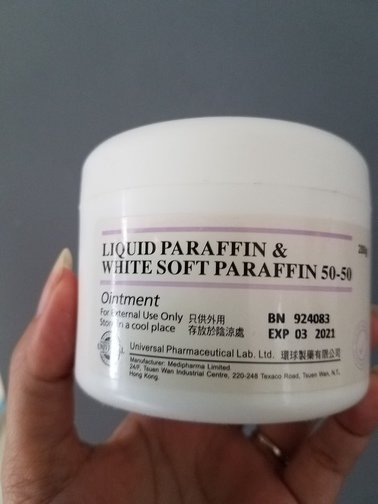 LIQUID PARAFFIN &
WHITE SOFT PARAFFIN 50-50
Ointment
For External Use Only 只供外用
Store in a cool place 存放於陰涼處
BN 924083
EXP 03 2021
Universal Pharmaceutical Lab. Ltd. 環球製藥有限公司
Manufacturer: Medipharma Limited
24/F, Tsuen Wan Industrial Centre, 220-248 Texaco Road, Tsuen Wan, N.T.,
Hong Kong.